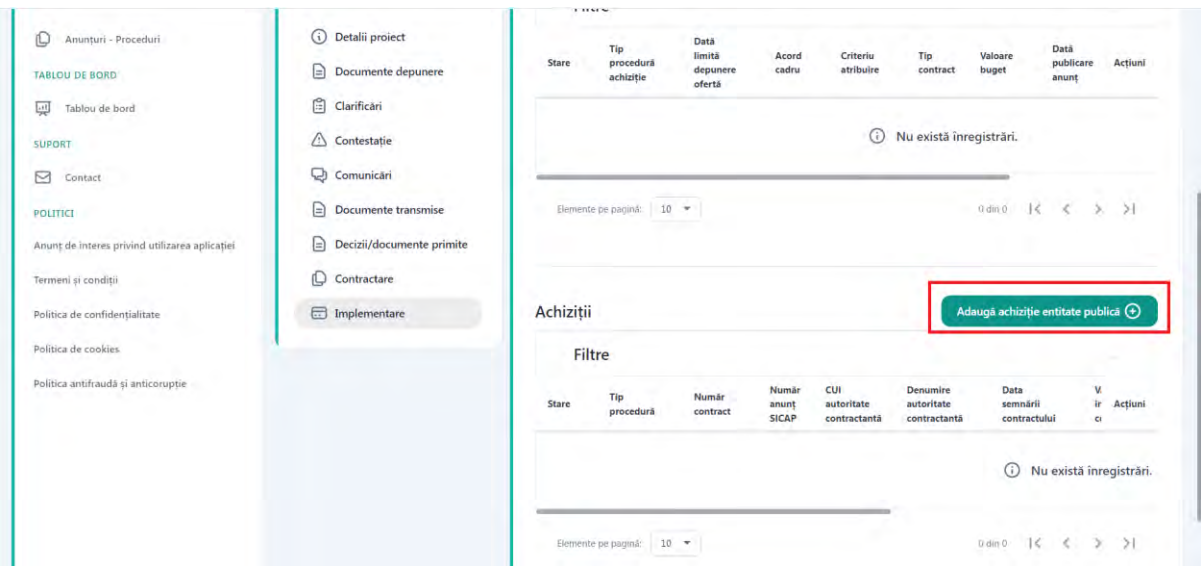 Anunțuri - Proceduri
TABLOU DE BORD
Tablou de bord
SUPORT
Contact
POLITICI
Anunț de interes privind utilizarea aplicației
Termeni și condiții
Politica de confidențialitate
Politica de cookies
Politica antifraudă și anticorupție
Detalii proiect
Documente depunere
Clarificări
Contestație
Comunicări
Documente transmise
Decizii/documente primite
Contractare
Implementare
Stare
Tip
procedură
achiziție
Dată
limită
depunere
ofertă
Acord
cadru
Criteriu
atribuire
Tip
contract
Valoare
buget
Dată
publicare
anunț
Acțiuni
Nu există înregistrări.
Elemente pe pagină: 10
0 din 0
Achiziții
Adaugă achiziție entitate publică
Filtre
Stare
Tip
procedură
Număr
contract
Număr
anunț
SICAP
CUI
autoritate
contractantă
Denumire
autoritate
contractantă
Data
semnării
contractului
Acțiuni
Nu există înregistrări.
Elemente pe pagină: 10
0 din 0